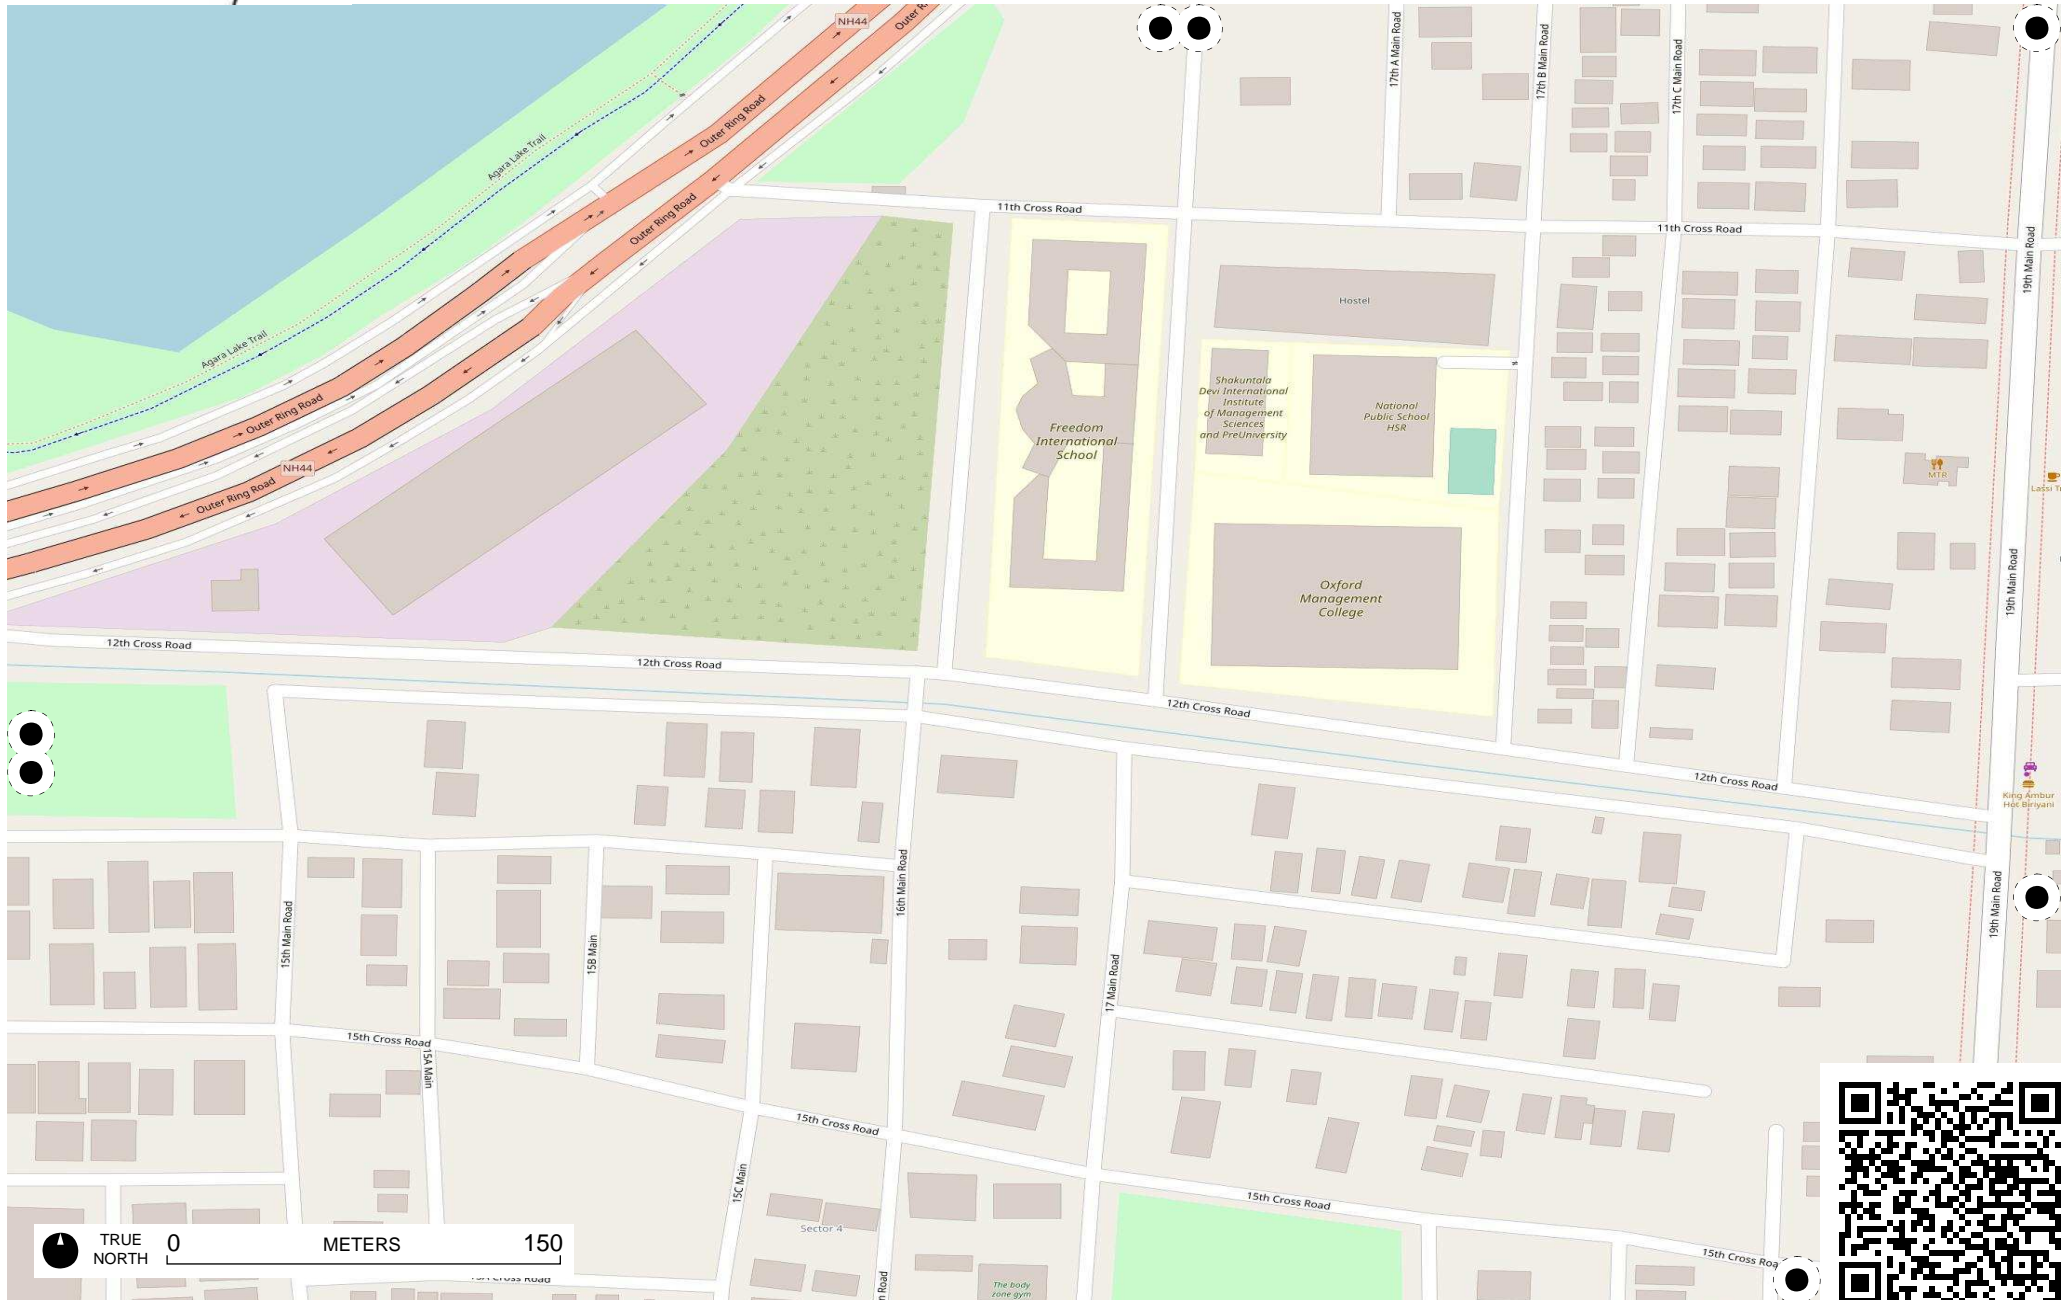 NH44
Outer R
17th A Main Road
17th B Main Road
17th C Main Road
Outer Ring Road
Agara Lake Trail
Outer Ring Road
11th Cross Road
11th Cross Road
19th Main Road
Hostel
Agara Lake Trail
Outer Ring Road
Shakuntala
Devi International
Institute
of Management
Sciences
and PreUniversity
National
Public School
HSR
Freedom
International
School
NH44
Outer Ring Road
MTR
Lassi T
19th Main Road
Oxford
Management
College
12th Cross Road
12th Cross Road
12th Cross Road
12th Cross Road
King Ambur
Hot Biriyani
16th Main Road
19th Main Road
15th Main Road
15B Main
17 Main Road
15th Cross Road
15A Main
15th Cross Road
15C Main
15th Cross Road
Sector 4
15th Cross Roa
The body
zone gym
n Road
15A Cross Road
TRUE
NORTH
0 METERS 150